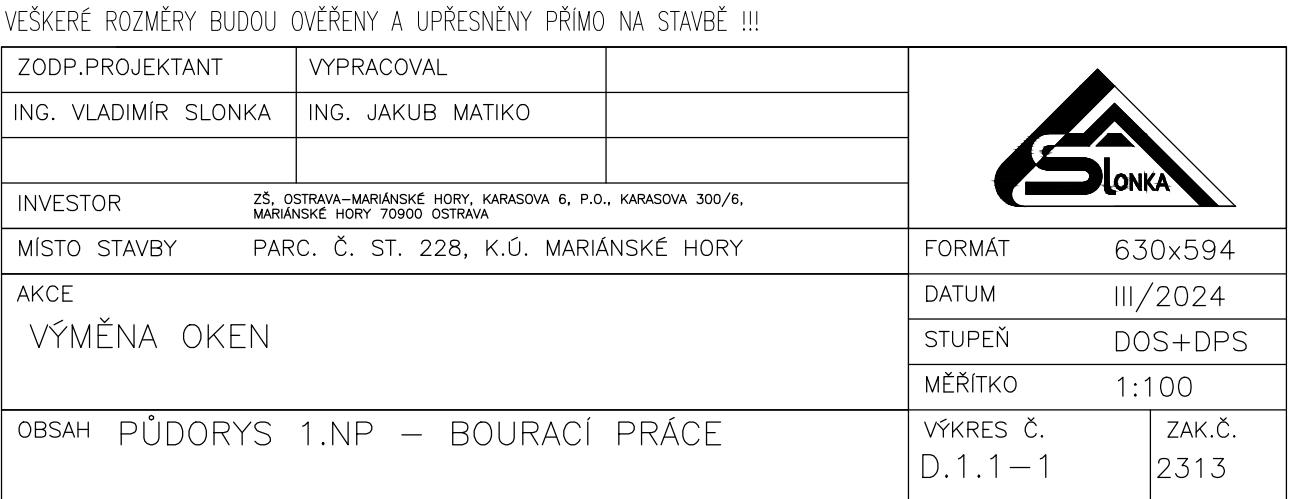 VEŠKERÉ ROZMĚRY BUDOU OVĚŘENY A UPŘESNĚNY PŘÍMO NA STAVBĚ !!!
ZODP.PROJEKTANT VYPRACOVAL
ING. VLADIMÍR SLONKA ING. JAKUB MATIKO
SLONKA
INVESTOR ZŠ, OSTRAVA-MARIÁNSKÉ HORY, KARASOVA 6, P.O., KARASOVA 300/6,
MARIÁNSKÉ HORY 70900 OSTRAVA
MÍSTO STAVBY PARC. Č. ST. 228, K.Ú. MARIÁNSKÉ HORY
FORMÁT 630x594
AKCE
VÝMĚNA OKEN
DATUM III/2024
STUPEŇ DOS+DPS
MĚŘÍTKO 1:100
OBSAH PŮDORYS 1.NP – BOURACÍ PRÁCE
VÝKRES Č. ZAK.Č.
D.1.1-1 2313